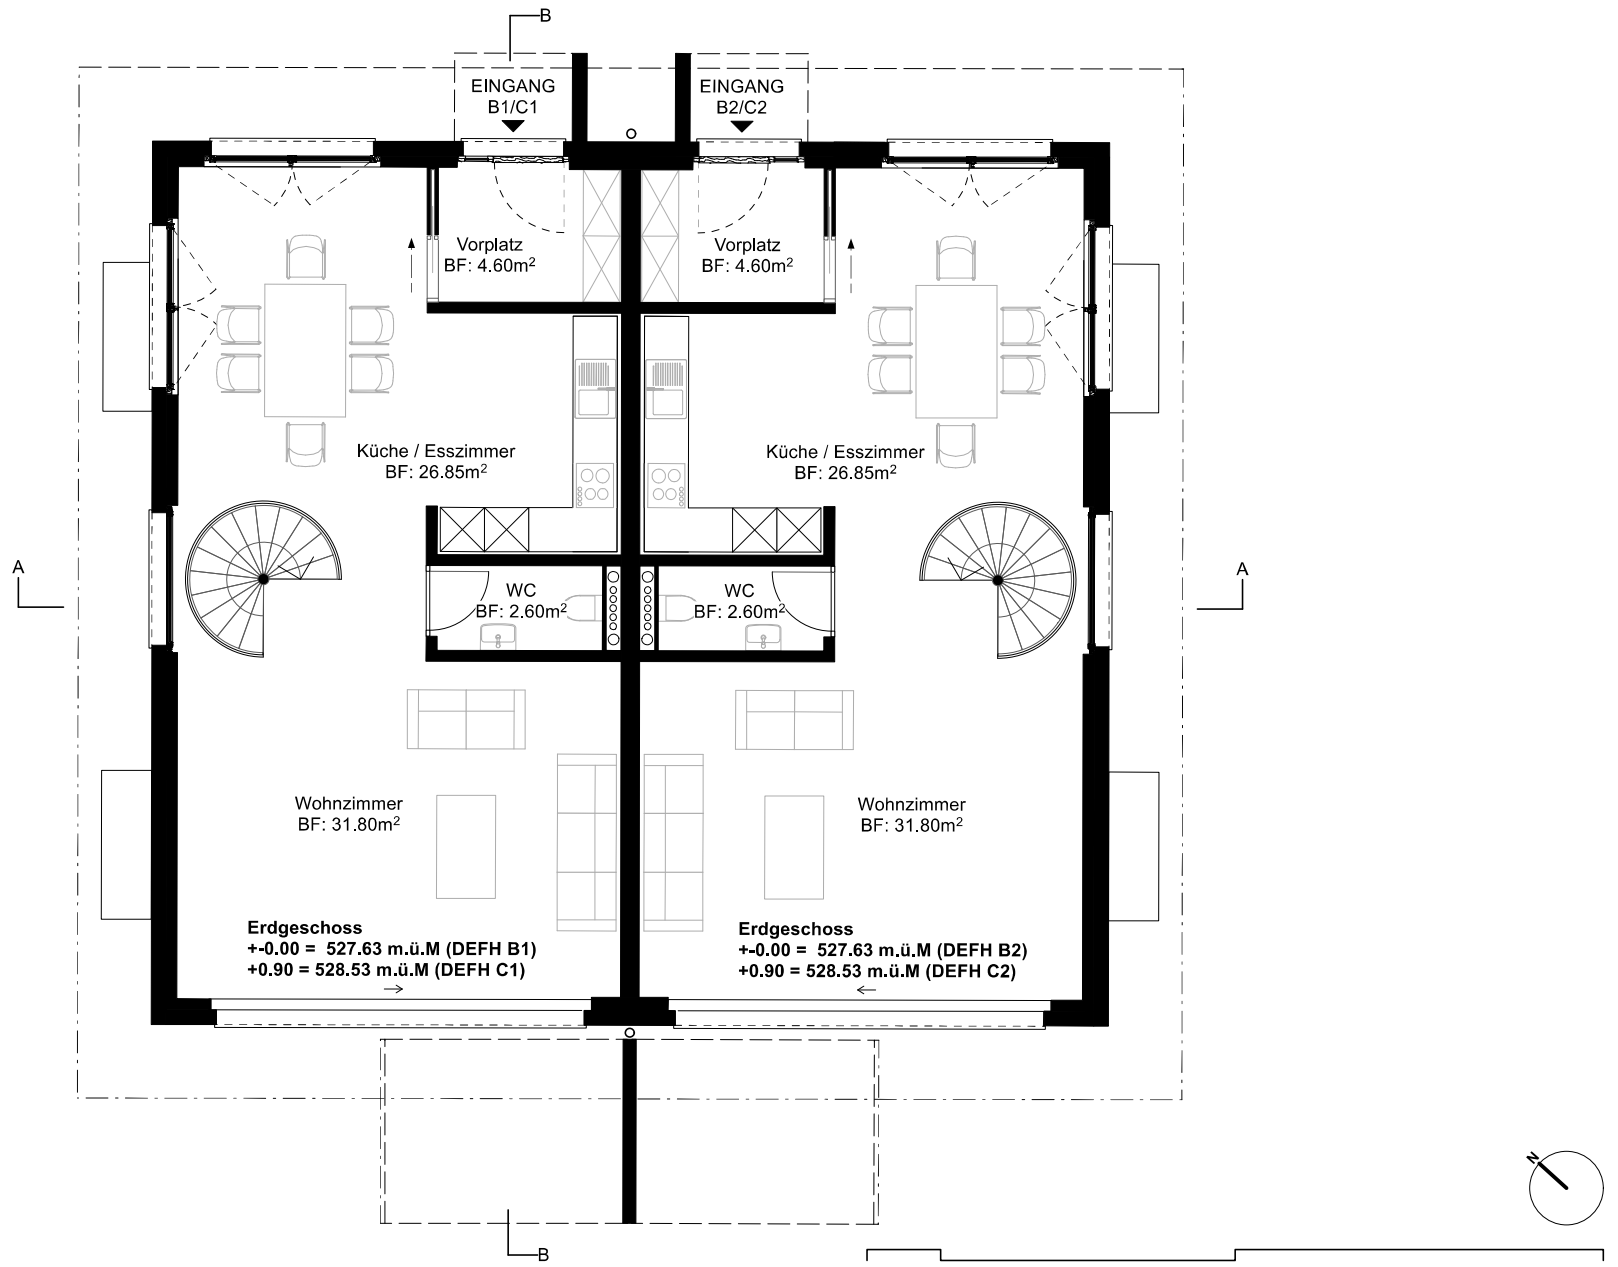 B
EINGANG
B1/C1
EINGANG
B2/C2
Vorplatz
BF: 4.60m²
Vorplatz
BF: 4.60m²
Küche / Esszimmer
BF: 26.85m²
Küche / Esszimmer
BF: 26.85m²
A
A
WC
BF: 2.60m²
WC
BF: 2.60m²
Wohnzimmer
BF: 31.80m²
Wohnzimmer
BF: 31.80m²
Erdgeschoss
+-0.00 = 527.63 m.ü.M (DEFH B1)
+0.90 = 528.53 m.ü.M (DEFH C1)
Erdgeschoss
+-0.00 = 527.63 m.ü.M (DEFH B2)
+0.90 = 528.53 m.ü.M (DEFH C2)
N
B